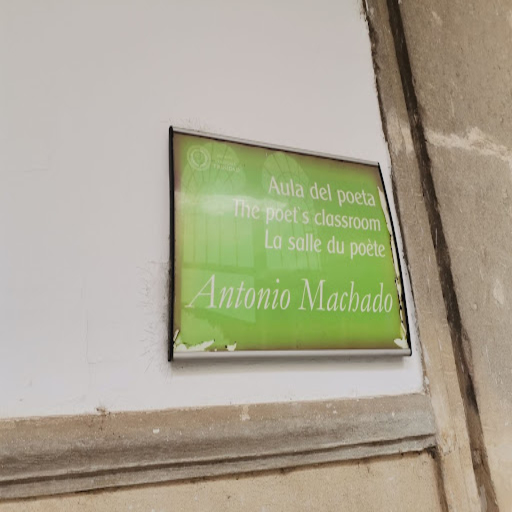 Aula del poeta
The poet's classroom
La salle du poète
Antonio Machado